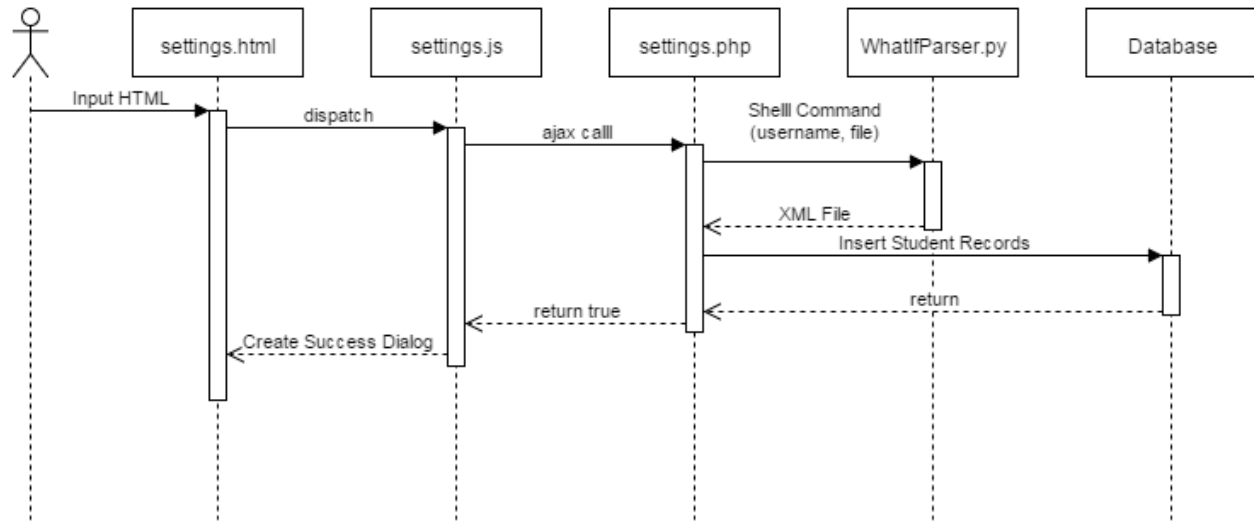 settings.html
settings.js
settings.php
WhatIfParser.py
Database
Input HTML
dispatch
ajax calll
Shelll Command
(username, file)
XML File
Insert Student Records
return
return true
Create Success Dialog